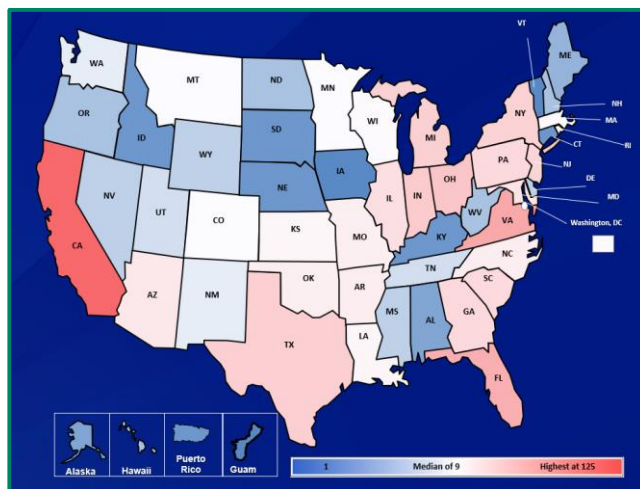 VT
WA
MT
ND
MN
ME
OR
ID
SD
WI
NH
MA
WY
MI
NY
RI
CT
NV
NE
IA
PA
NJ
UT
CO
IL
IN
OH
DE
MD
CA
KS
MO
WV
VA
Washington, DC
KY
AZ
NM
OK
AR
TN
NC
SC
TX
LA
MS
AL
GA
FL
Alaska
Hawaii
Puerto
Rico
Guam
1
Median of 9
Highest at 125